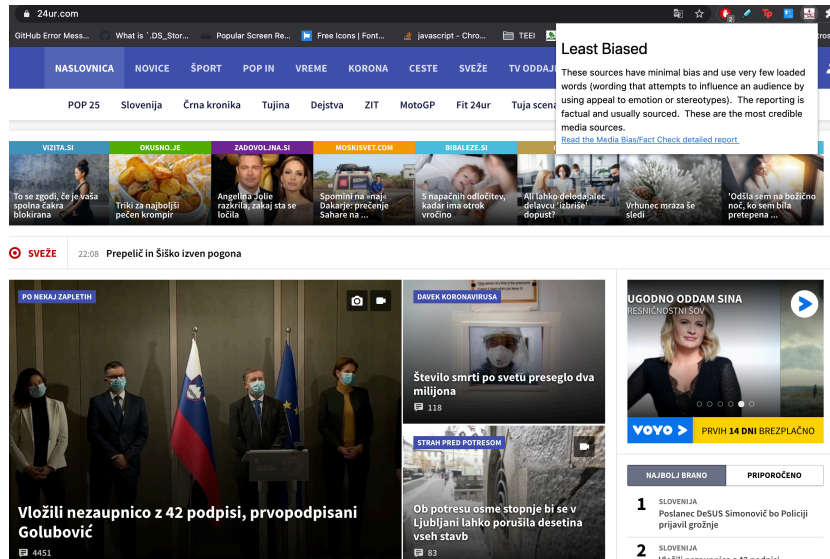 24ur.com
GitHub Error Mess...
What is `.DS_Stor...
Popular Screen Re...
Free Icons | Font...
javascript - Chro...
TEEI
Least Biased
These sources have minimal bias and use very few loaded
words (wording that attempts to influence an audience by
using appeal to emotion or stereotypes). The reporting is
factual and usually sourced. These are the most credible
media sources.
Read the Media Bias/Fact Check detailed report
NASLOVNICA NOVICE ŠPORT POP IN VREME KORONA CESTE SVEŽE TV ODDAJ
POP 25 Slovenija Črna kronika Tujina Dejstva ZIT MotoGP Fit 24ur Tuja scena
VIZITA.SI
To se zgodi, če je vaša
spolna čakra
blokirana
OKUSNO.JE
Triki za najboljši
pečen krompir
ZADOVOLJNA.SI
Angelina Jolie
razkrila, zakaj sta se
ločila
MOSKISVET.COM
Spomini na »naj«
Dakarje: prečenje
Sahare na ...
BIBALEZE.SI
5 napačnih odločitev,
kadar ima otrok
vročino
Ali lahko delodajalec
delavcu 'izbriše'
dopust?
Vrhunec mraza še
sledi
'Odšla sem na božično
noč, ko sem bila
pretepena ...
SVEŽE
22:08 Prepelič in Šiško izven pogona
PO NEKAJ ZAPLETIH
Vložili nezaupnico z 42 podpisi, prvopodpisani
Golubović
4451
DAVEK KORONAVIRUSA
Število smrti po svetu preseglo dva
milijona
118
STRAH PRED POTRESOM
Ob potresu osme stopnje bi se v
Ljubljani lahko porušila desetina
vseh stavb
83
UGODNO ODDAM SINA
RESNIČNOSTNI ŠOV
VOYO
PRVIH 14 DNI BREZPLAČNO
NAJBOLJ BRANO
PRIPOROČENO
1
SLOVENIJA
Poslanec DeSUS Simonovič bo Policiji
prijavil grožnje
2
SLOVENIJA